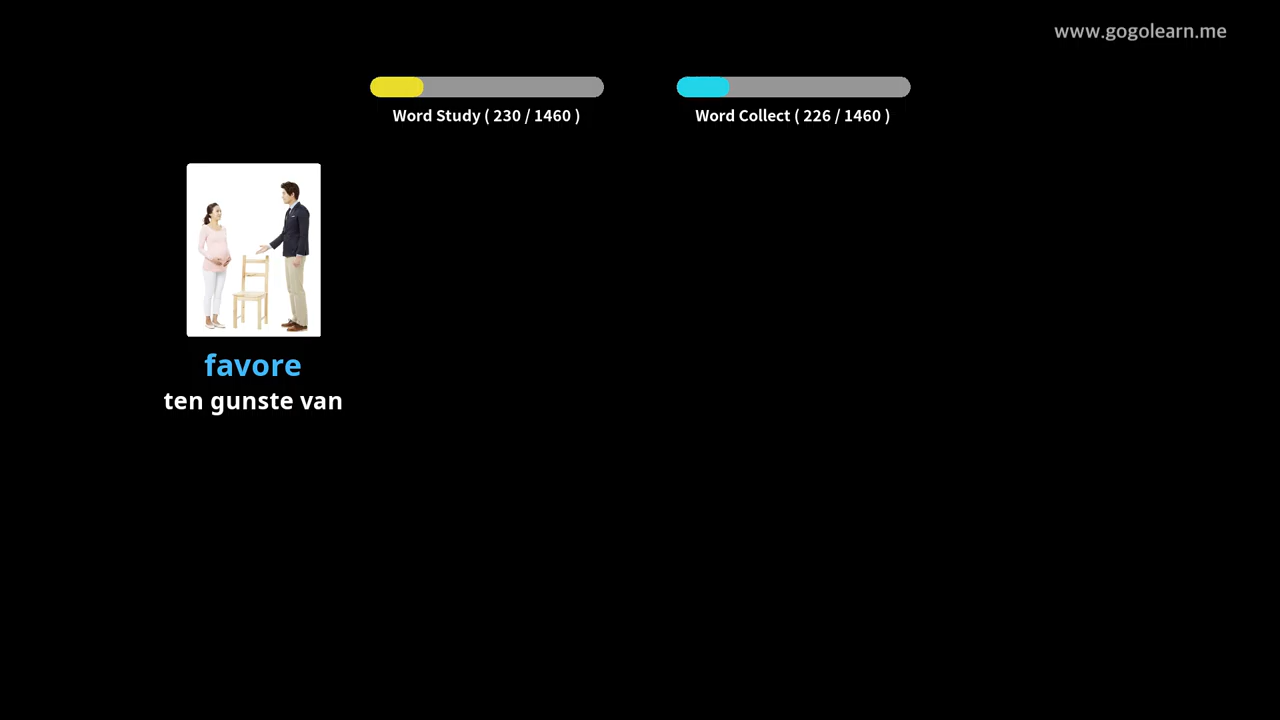 www.gogolearn.me
Word Study ( 230 / 1460 )
Word Collect ( 226 / 1460 )
favore
ten gunste van